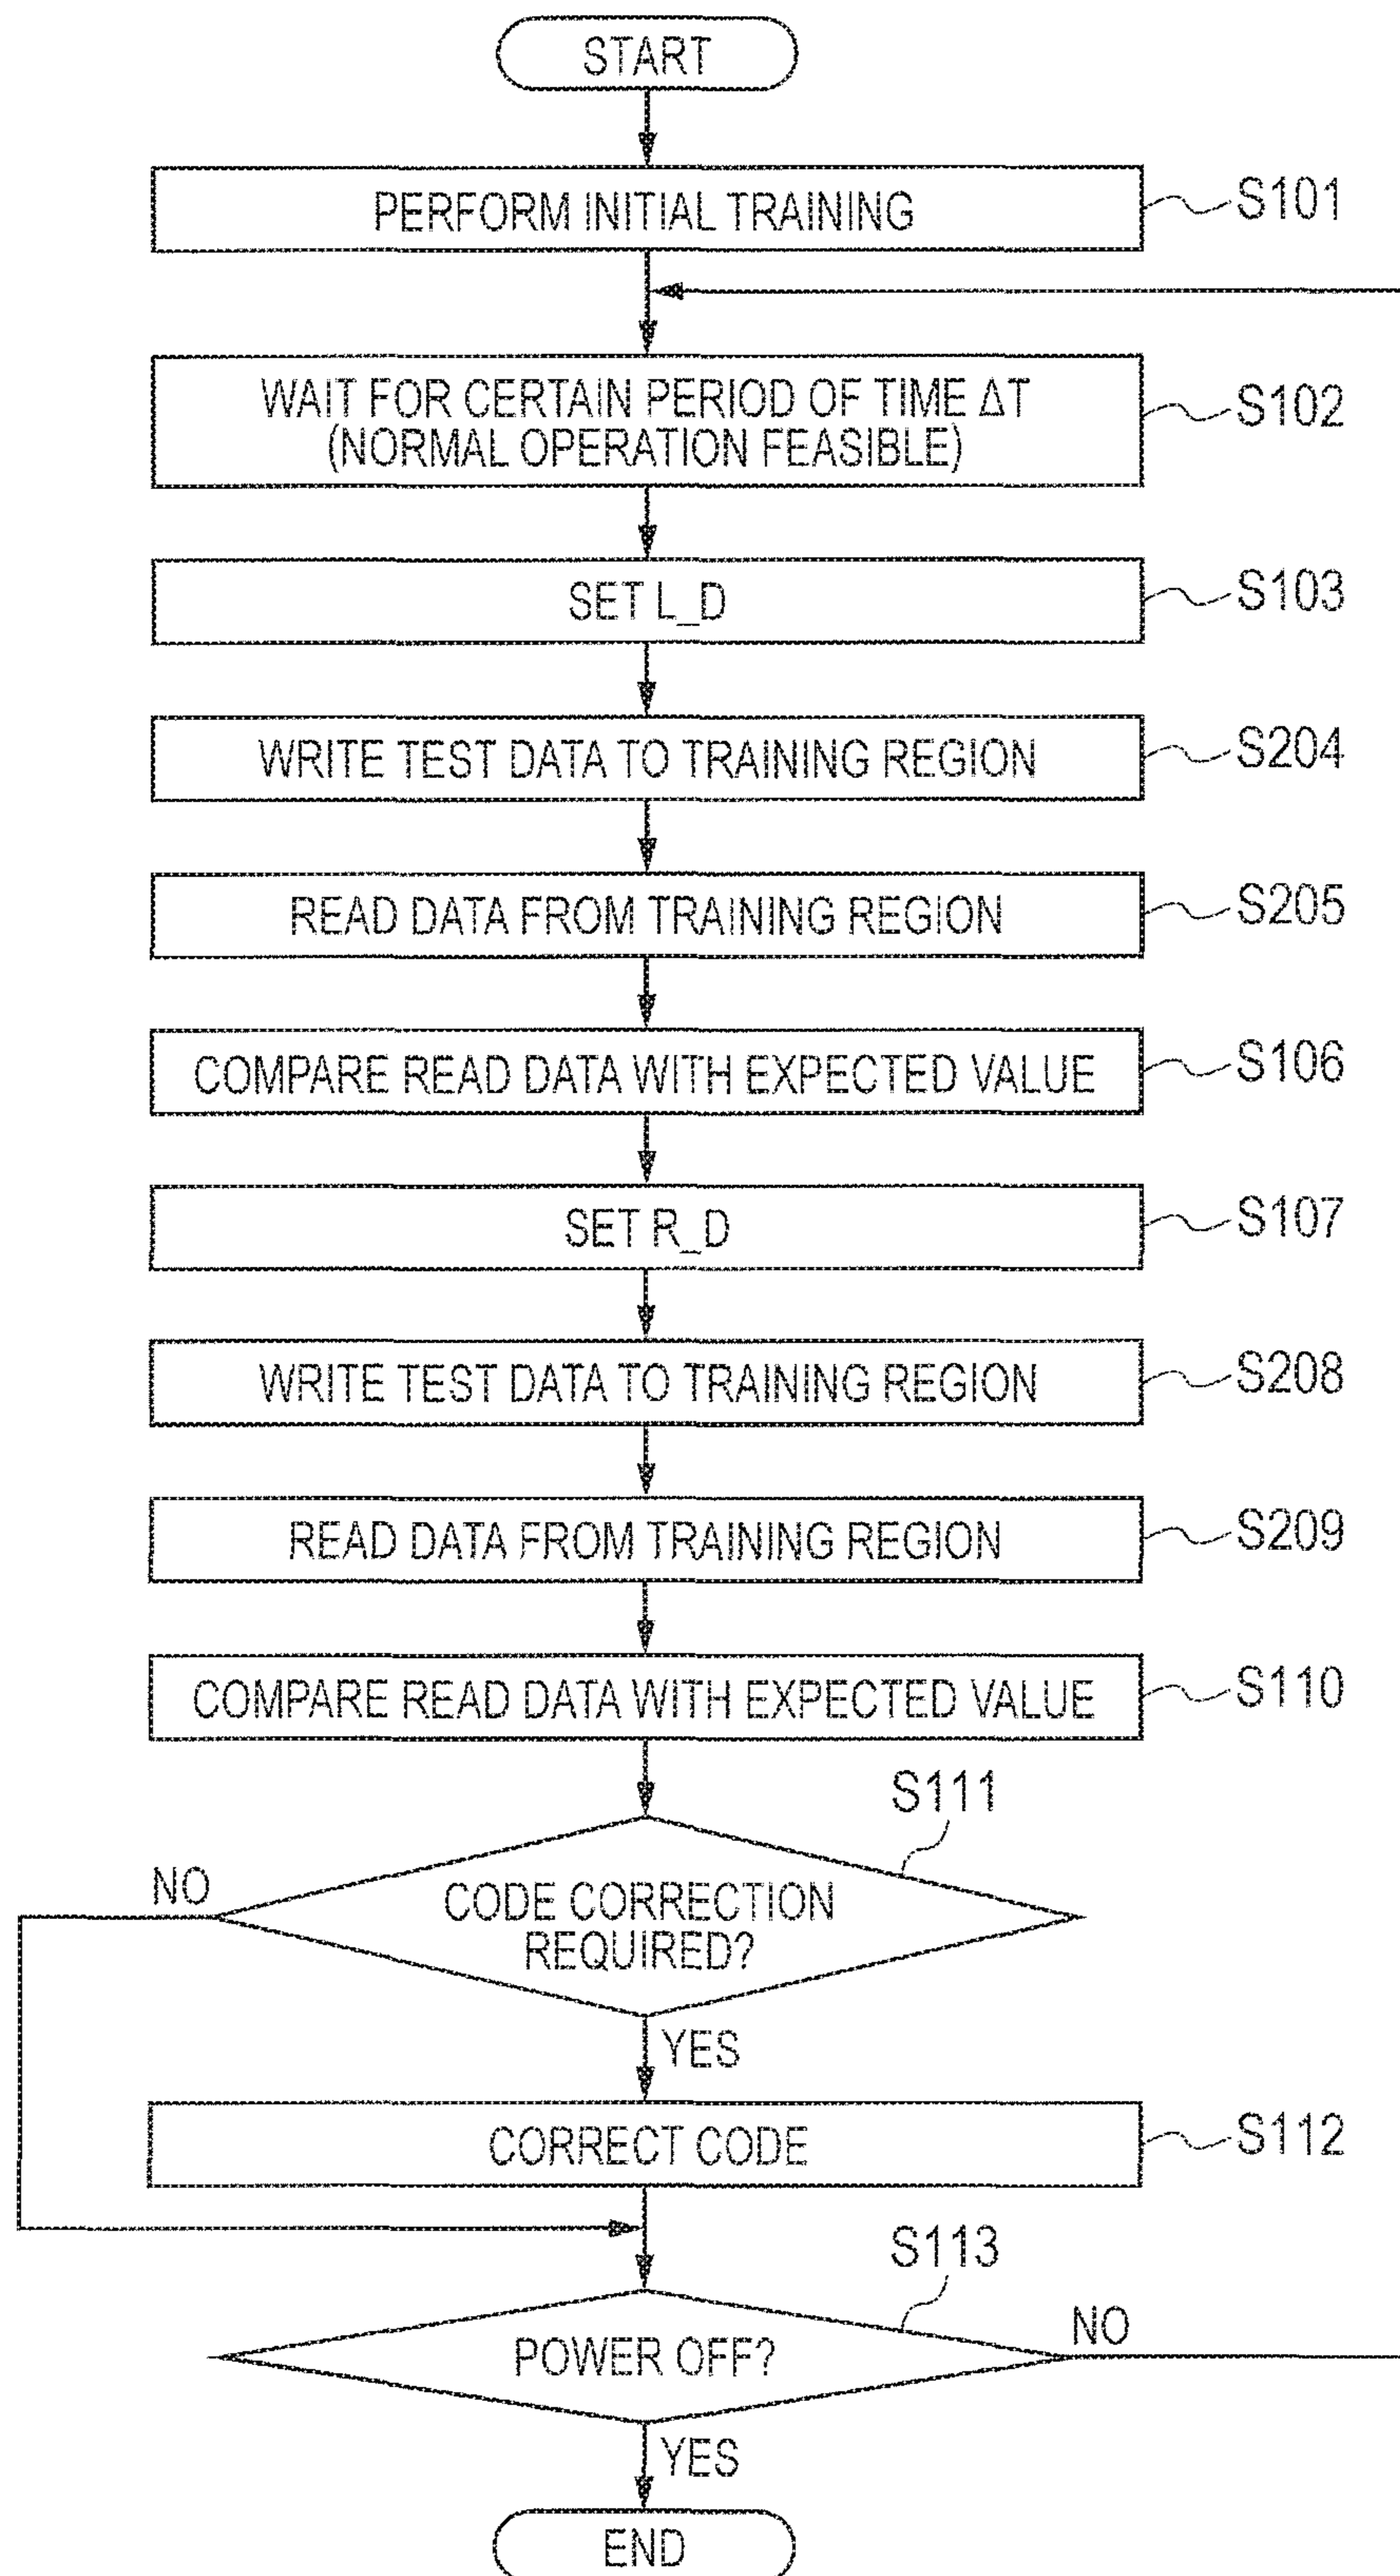 START
PERFORM INITIAL TRAINING
S101
WAIT FOR CERTAIN PERIOD OF TIME ΔT
(NORMAL OPERATION FEASIBLE)
S102
SET L_D
S103
WRITE TEST DATA TO TRAINING REGION
S204
READ DATA FROM TRAINING REGION
S205
COMPARE READ DATA WITH EXPECTED VALUE
S106
SET R_D
S107
WRITE TEST DATA TO TRAINING REGION
S208
READ DATA FROM TRAINING REGION
S209
COMPARE READ DATA WITH EXPECTED VALUE
S110
S111
NO
CODE CORRECTION
REQUIRED?
YES
CORRECT CODE
S112
S113
POWER OFF?
NO
YES
END